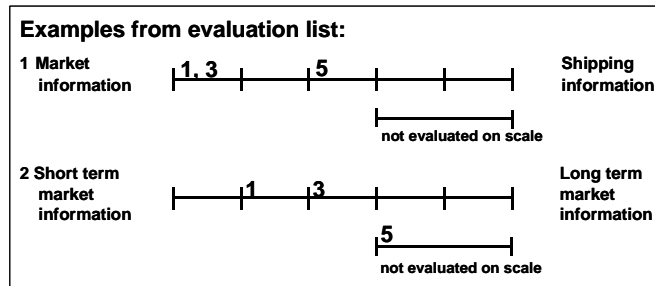 Examples from evaluation list:
1 Market information
1, 3
5
Shipping information
not evaluated on scale
2 Short term market information
1
3
Long term market information
5
not evaluated on scale